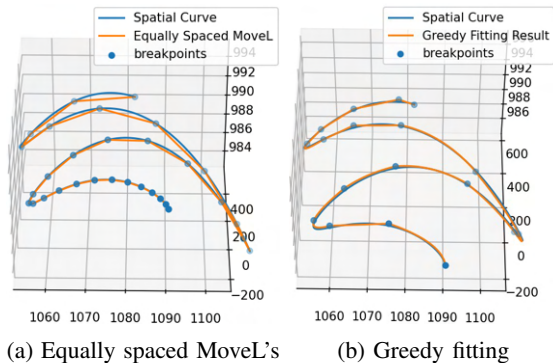 Spatial Curve
Equally Spaced MoveL
breakpoints
994
992
990
988
986
984
400
200
0
−200
1060 1070 1080 1090 1100
(a) Equally spaced MoveL's
Spatial Curve
Greedy Fitting Result
breakpoints
994
992
990
988
986
600
400
200
0
−200
1060 1070 1080 1090 1100
(b) Greedy fitting